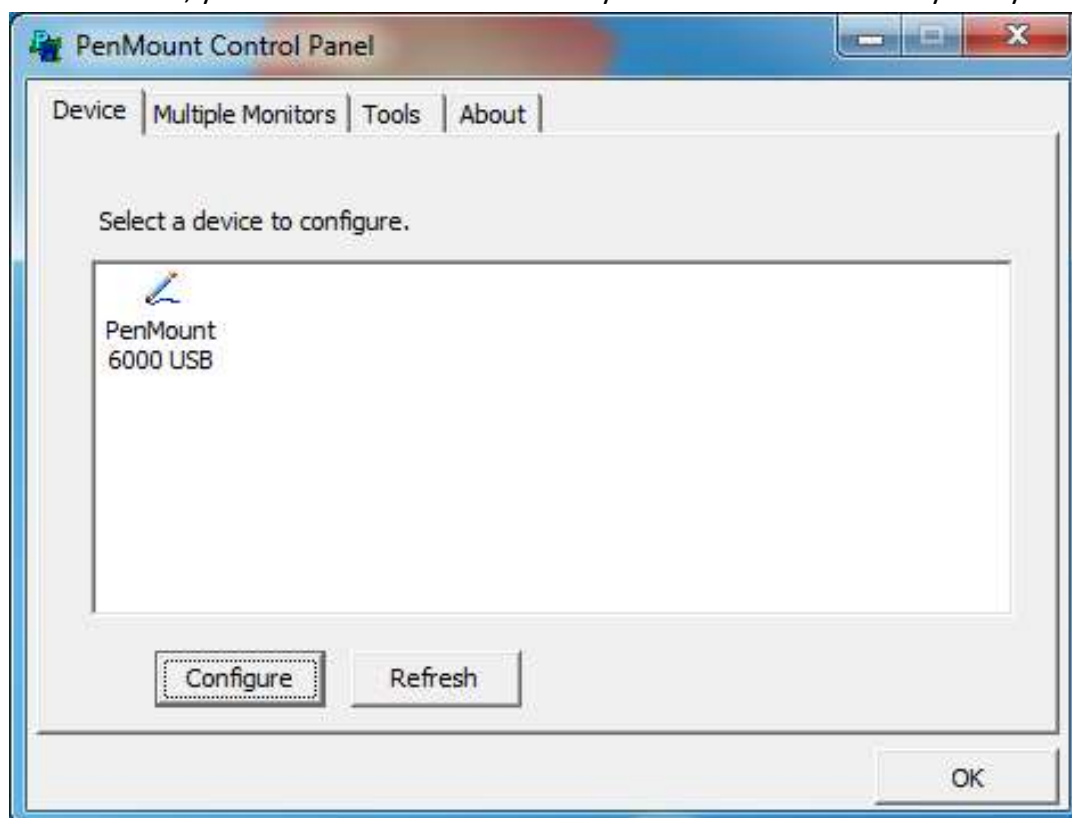 PenMount Control Panel
Device Multiple Monitors Tools About
Select a device to configure.
PenMount
6000 USB
Configure Refresh
OK